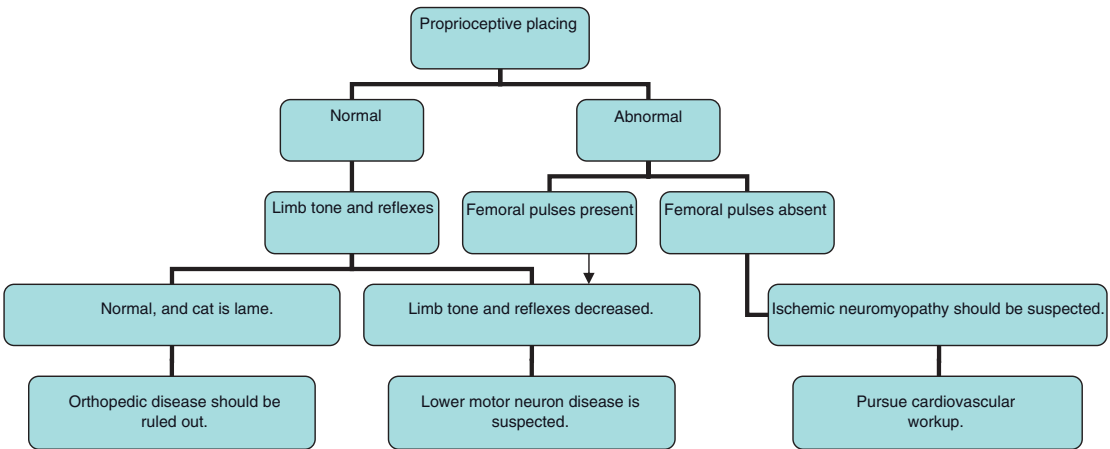 Proprioceptive placing
Normal
Abnormal
Limb tone and reflexes
Femoral pulses present
Femoral pulses absent
Normal, and cat is lame.
Limb tone and reflexes decreased.
Ischemic neuromyopathy should be suspected.
Orthopedic disease should be
ruled out.
Lower motor neuron disease is
suspected.
Pursue cardiovascular
workup.